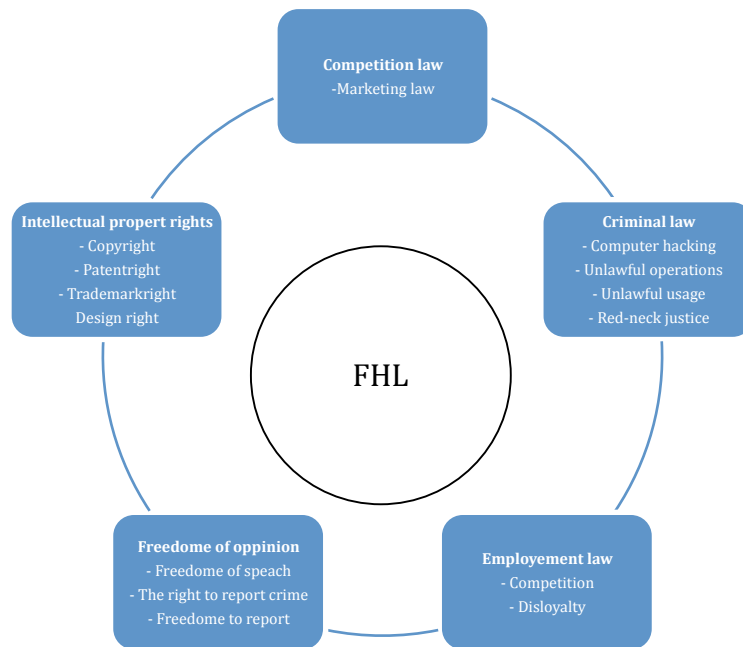 Competition law
-Marketing law
Intellectual propert rights
- Copyright
- Patentright
- Trademarkright
Design right
Criminal law
- Computer hacking
- Unlawful operations
- Unlawful usage
- Red-neck justice
FHL
Freedome of oppinion
- Freedome of speach
- The right to report crime
- Freedome to report
Employement law
- Competition
- Disloyalty